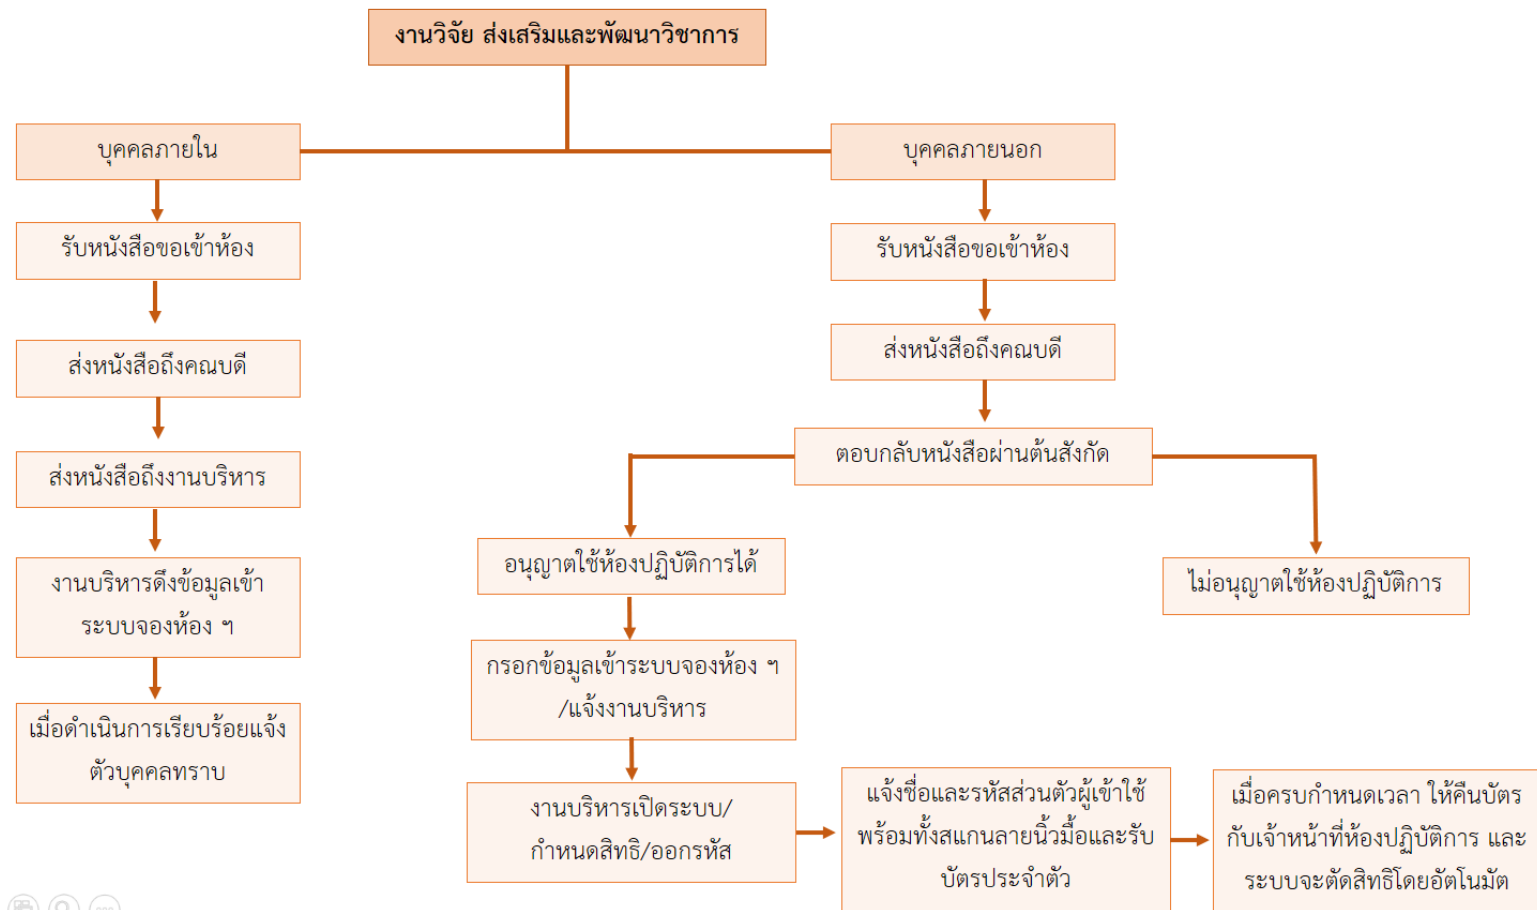 งานวิจัย ส่งเสริมและพัฒนาวิชาการ
บุคคลภายใน
รับหนังสือขอเข้าห้อง
ส่งหนังสือถึงคณบดี
ส่งหนังสือถึงงานบริหาร
งานบริหารดึงข้อมูลเข้า
ระบบจองห้อง ฯ
เมื่อดำเนินการเรียบร้อยแจ้ง
ตัวบุคคลทราบ
บุคคลภายนอก
รับหนังสือขอเข้าห้อง
ส่งหนังสือถึงคณบดี
ตอบกลับหนังสือผ่านต้นสังกัด
อนุญาตใช้ห้องปฏิบัติการได้
ไม่อนุญาตใช้ห้องปฏิบัติการ
กรอกข้อมูลเข้าระบบจองห้อง ฯ
/แจ้งงานบริหาร
งานบริหารเปิดระบบ/
กำหนดสิทธิ/ออกรหัส
แจ้งชื่อและรหัสส่วนตัวผู้เข้าใช้
พร้อมทั้งสแกนลายนิ้วมือและรับ
บัตรประจำตัว
เมื่อครบกำหนดเวลา ให้คืนบัตร
กับเจ้าหน้าที่ห้องปฏิบัติการ และ
ระบบจะตัดสิทธิโดยอัตโนมัต